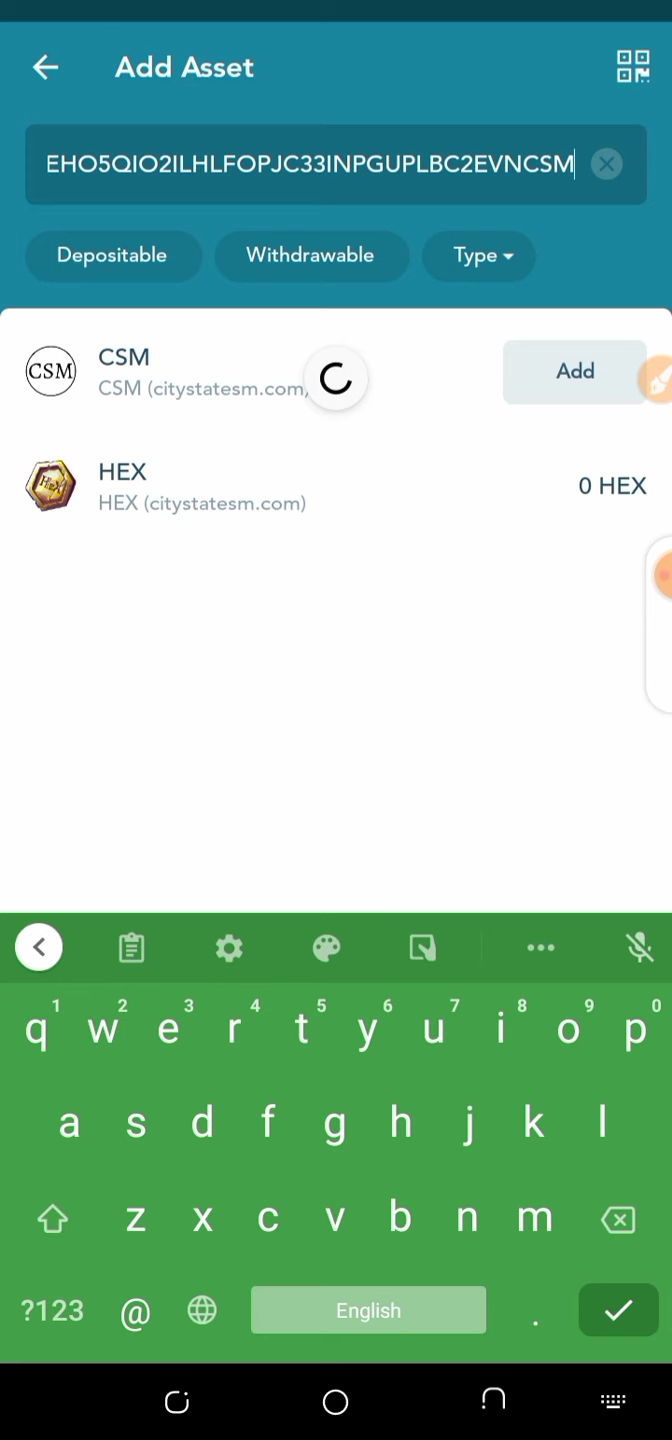 Add Asset
EHO5QIO2ILHLFOPJC33INPGUPLBC2EVNCSM
Depositable Withdrawable Type
CSM CSM
CSM (citystatesm.com) Add
HEX
HEX (citystatesm.com) 0 HEX
1 2 3 4 5 6 7 8 9 0
q w e r t y u i o p
a s d f g h j k l
z x c v b n m
?123 @ English .